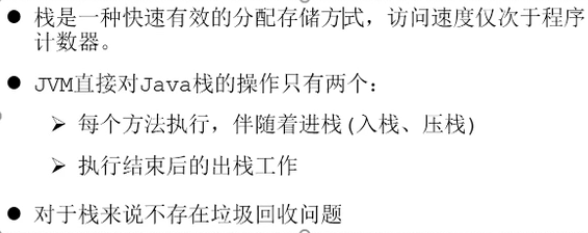 ● 栈是一种快速有效的分配存储方式，访问速度仅次于程序
计数器。
● JVM直接对Java栈的操作只有两个：
➢ 每个方法执行，伴随着进栈(入栈、压栈)
➢ 执行结束后的出栈工作
● 对于栈来说不存在垃圾回收问题